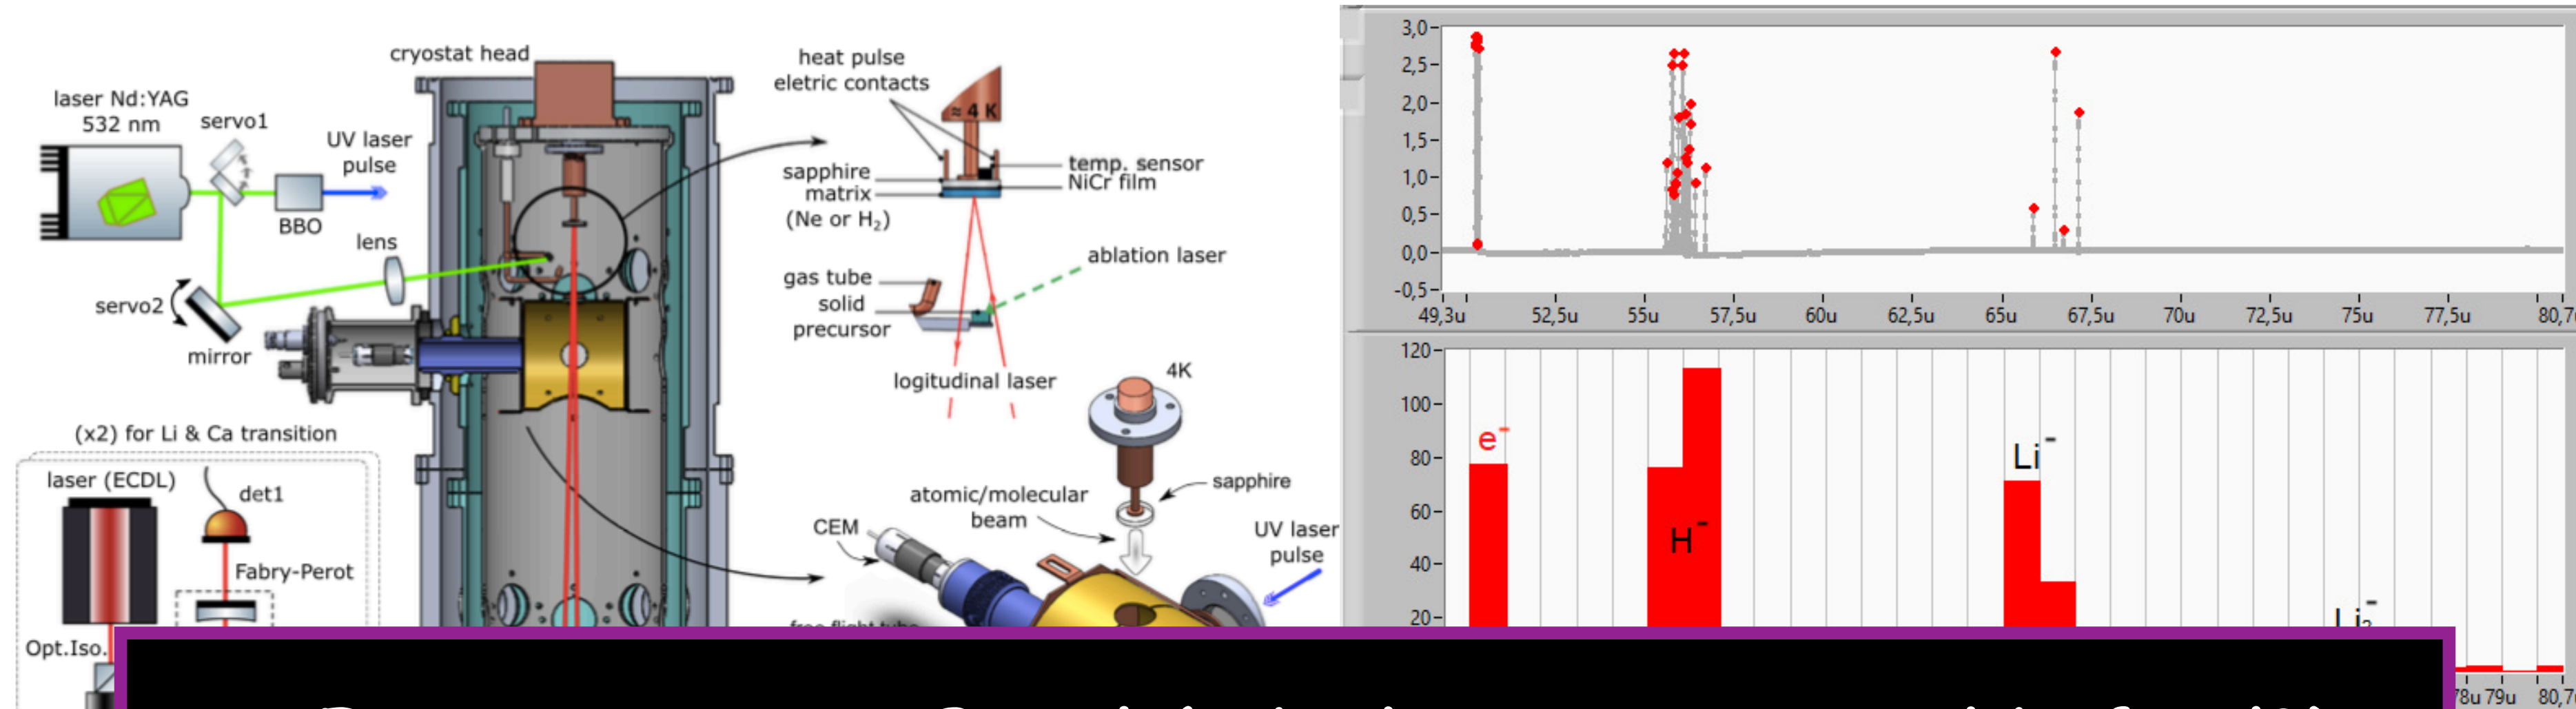 cryostat head
laser Nd:YAG
532 nm
servo1
UV laser
pulse
BBO
lens
servo2
mirror
(x2) for Li & Ca transition
laser (ECDL)
det1
Fabry-Perot
Opt.Iso.
heat pulse
eletric contacts
≈ 4 K
temp. sensor
NiCr film
sapphire
matrix
(Ne or H₂)
ablation laser
gas tube
solid
precursor
logitudinal laser
4K
sapphire
atomic/molecular
beam
CEM
UV laser
pulse
free flight tube
3,0
2,5
2,0
1,5
1,0
0,5
0,0
-0,5
49,3u 52,5u 55u 57,5u 60u 62,5u 65u 67,5u 70u 72,5u 75u 77,5u
120
100
80
60
40
20
e⁻
H⁻
Li⁻
Li₂⁻
78u 79u